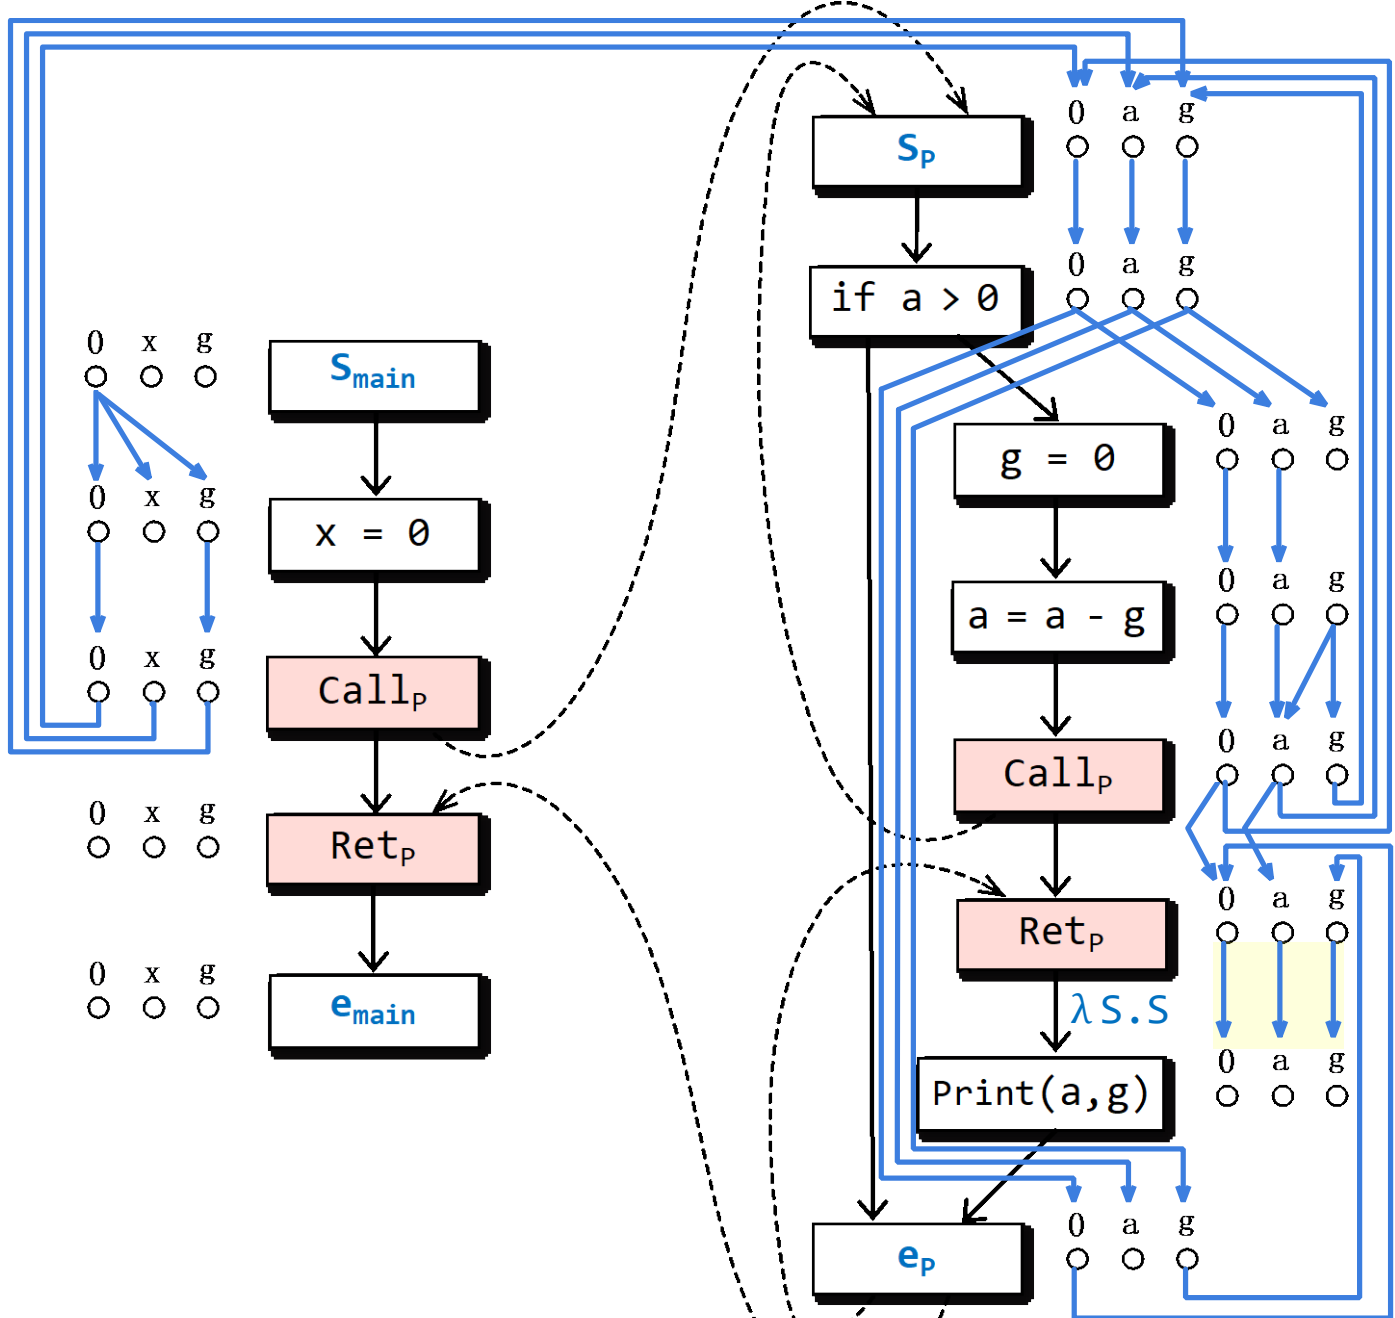 0 a g
S_P
0 a g
if a > 0
0 x g
S_main
0 a g
g = 0
0 x g
x = 0
0 a g
a = a - g
0 x g
Call_P
0 a g
Call_P
0 x g
Ret_P
0 a g
Ret_P
λ S.S
0 x g
e_main
0 a g
Print(a,g)
0 a g
e_P